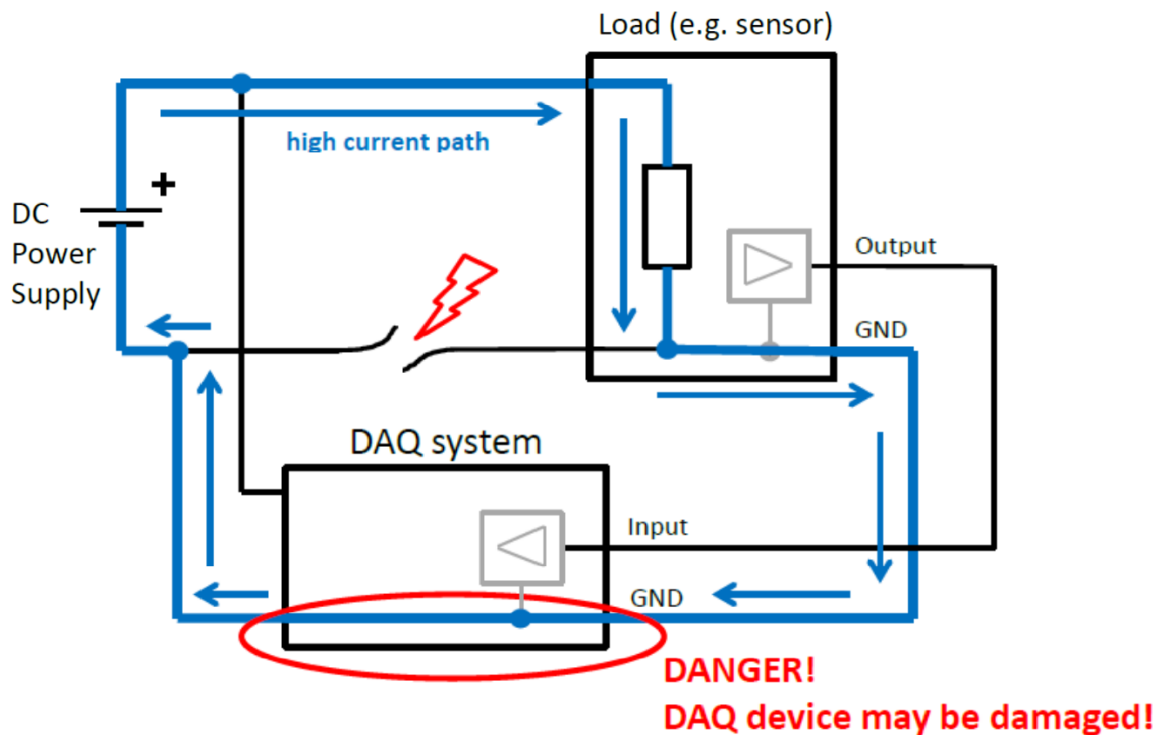 Load (e.g. sensor)
high current path
+
DC
Power
Supply
Output
GND
DAQ system
Input
GND
DANGER!
DAQ device may be damaged!